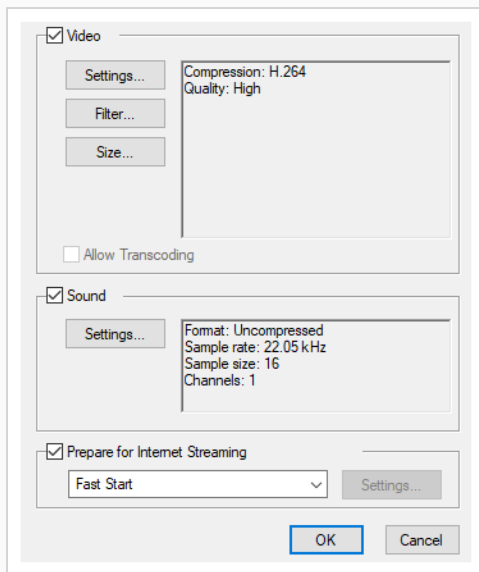 Video
Settings...
Compression: H.264
Quality: High
Filter...
Size...
Allow Transcoding
Sound
Settings...
Format: Uncompressed
Sample rate: 22.05 kHz
Sample size: 16
Channels: 1
Prepare for Internet Streaming
Fast Start
Settings...
OK
Cancel